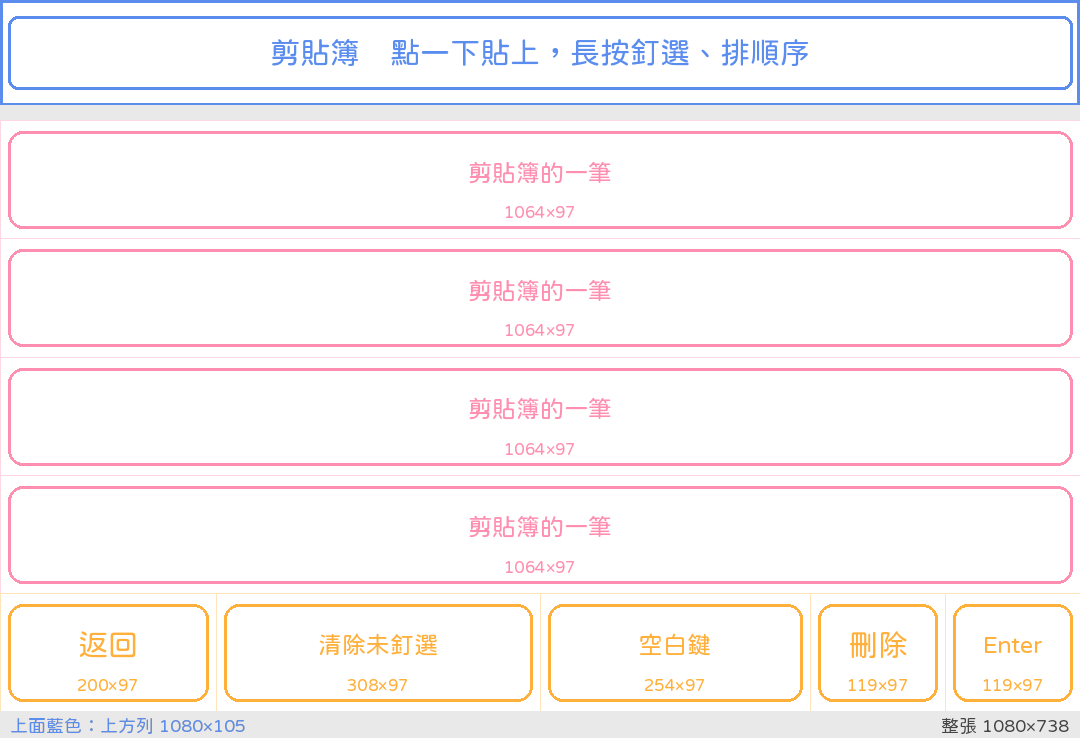 剪貼簿　點一下貼上，長按釘選、排順序
剪貼簿的一筆
1064×97
剪貼簿的一筆
1064×97
剪貼簿的一筆
1064×97
剪貼簿的一筆
1064×97
返回 清除未釘選 空白鍵 刪除 Enter
200×97 308×97 254×97 119×97 119×97
上面藍色：上方列 1080×105 整張 1080×738